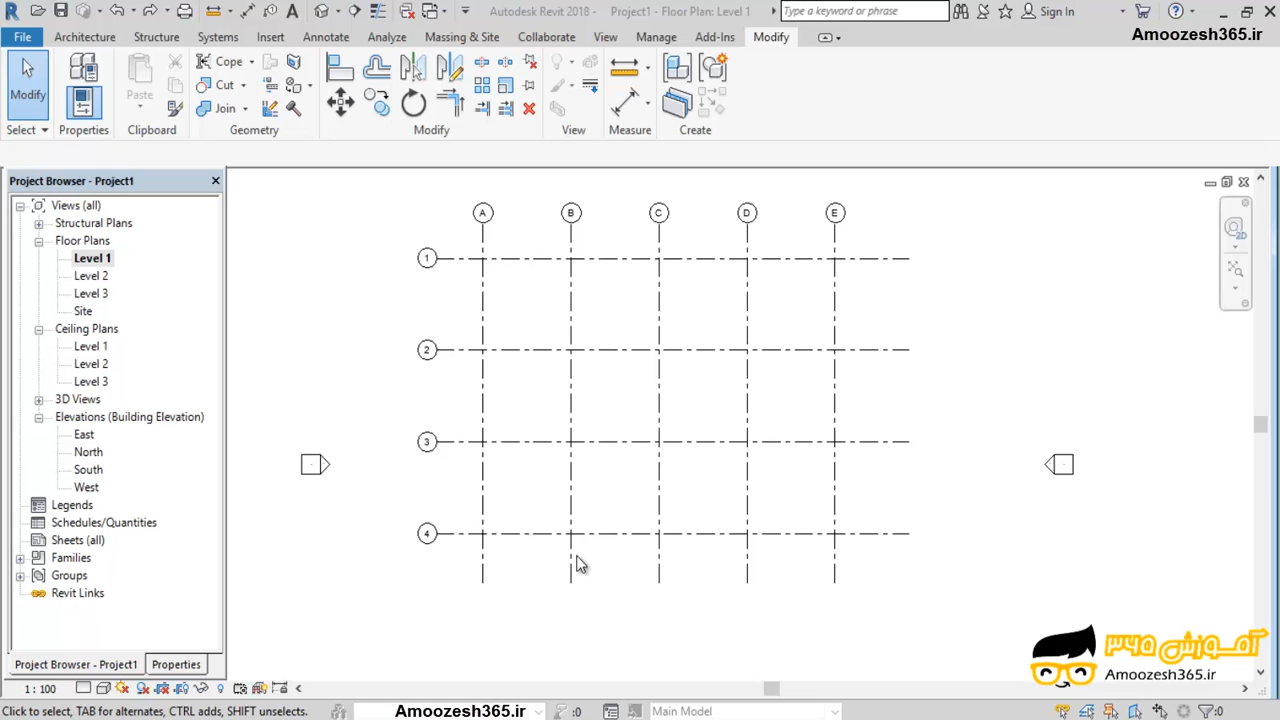 Autodesk Revit 2018 - Project1 - Floor Plan: Level 1
Type a keyword or phrase
Sign In
File Architecture Structure Systems Insert Annotate Analyze Massing & Site Collaborate View Manage Add-Ins Modify
Amoozesh365.ir
Modify
Paste
Cope
Cut
Join
Select Properties Clipboard Geometry Modify View Measure Create
Project Browser - Project1
Views (all)
Structural Plans
Floor Plans
Level 1
Level 2
Level 3
Site
Ceiling Plans
Level 1
Level 2
Level 3
3D Views
Elevations (Building Elevation)
East
North
South
West
Legends
Schedules/Quantities
Sheets (all)
Families
Groups
Revit Links
Project Browser - Project1 Properties
A B C D E
1
2
3
4
2D
آمـوزش ۳۶۵
Amoozesh365.ir
1 : 100
Click to select, TAB for alternates, CTRL adds, SHIFT unselects.
Amoozesh365.ir
:0
Main Model
:0